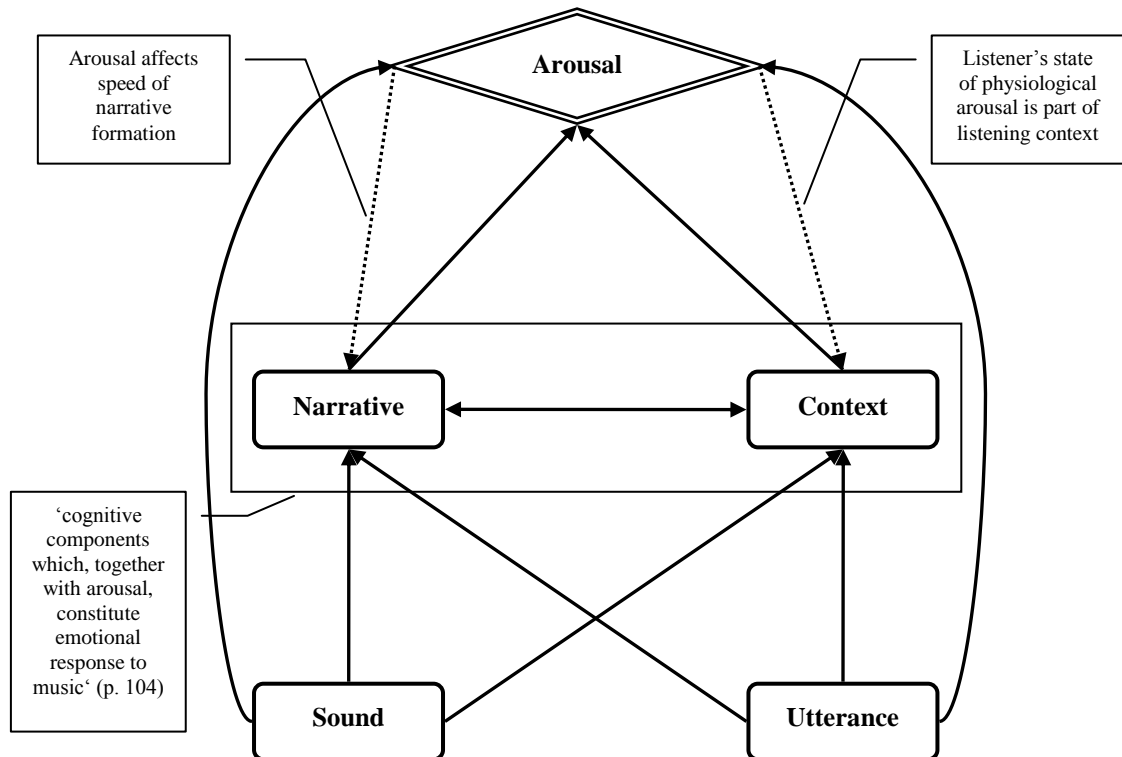 Arousal affects
speed of
narrative
formation
Arousal
Listener’s state
of physiological
arousal is part of
listening context
Narrative
Context
‘cognitive
components
which, together
with arousal,
constitute
emotional
response to
music‘ (p. 104)
Sound
Utterance